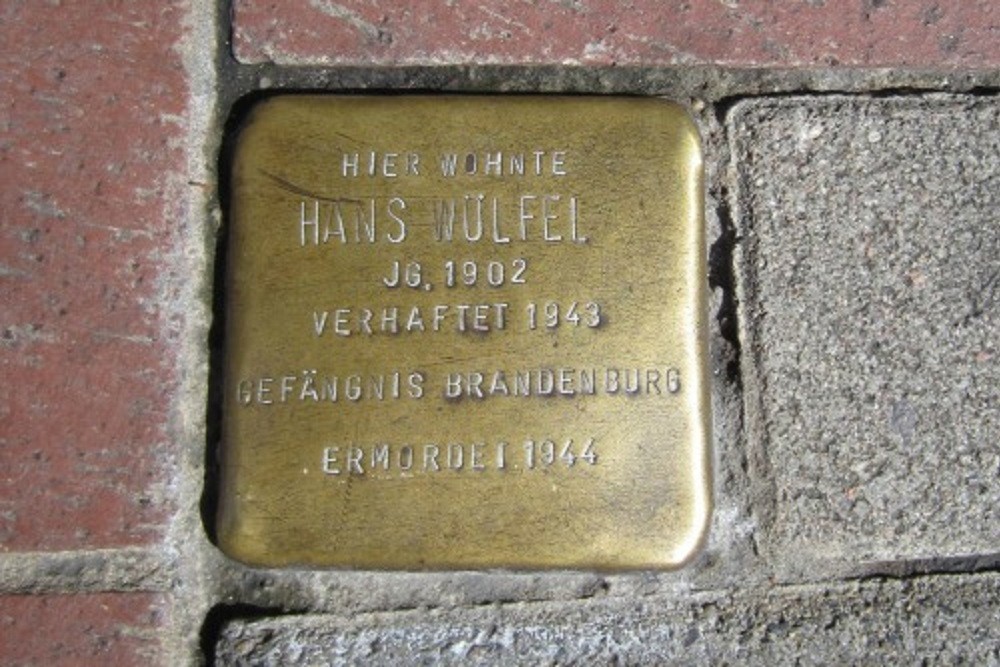 HIER WOHNTE
HANS WÜLFEL
JG. 1902
VERHAFTET 1943
GEFÄNGNIS BRANDENBURG
ERMORDET 1944